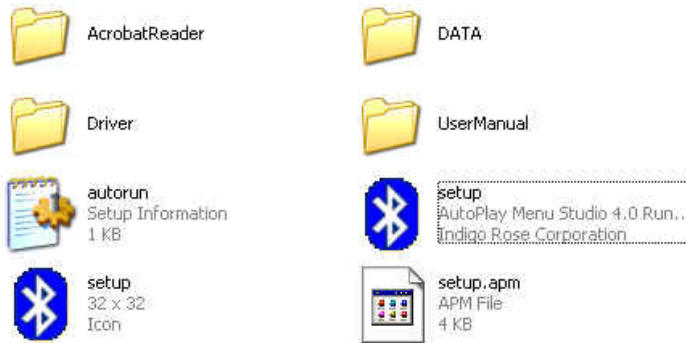 AcrobatReader
DATA
Driver
UserManual
autorun
Setup Information
1 KB
setup
AutoPlay Menu Studio 4.0 Run...
Indigo Rose Corporation
setup
32 x 32
Icon
setup.apm
APM File
4 KB